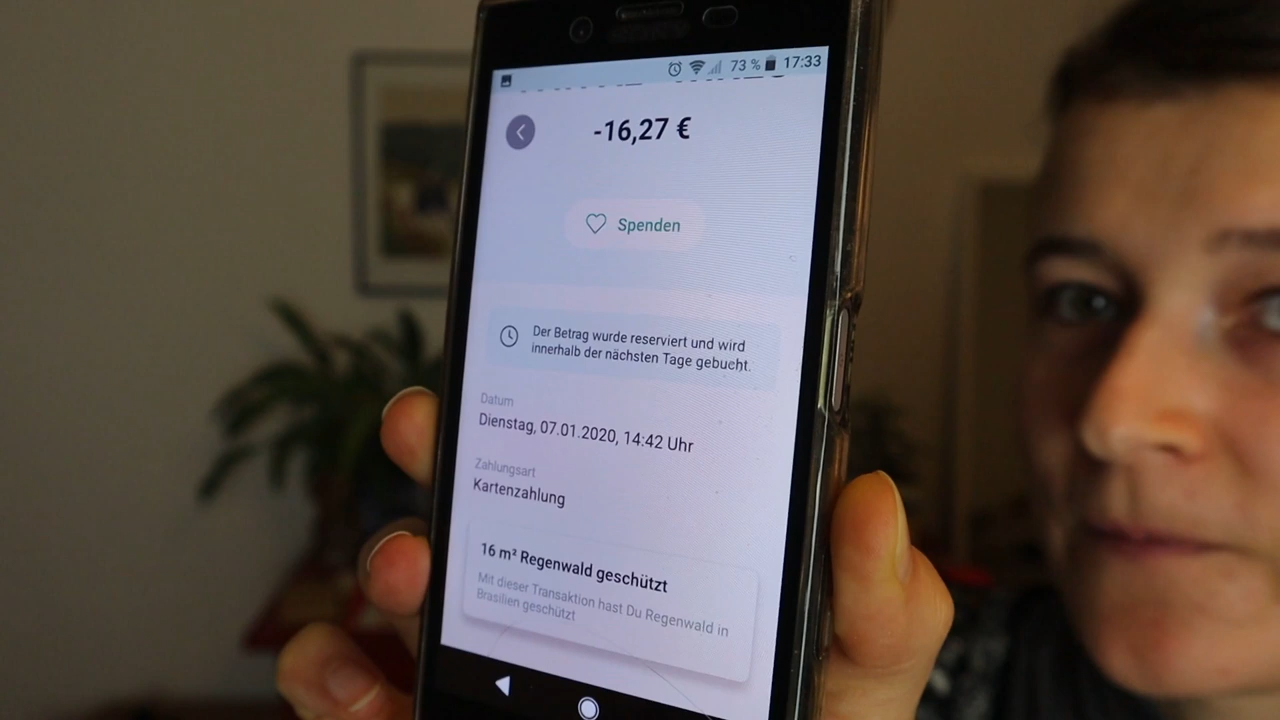 73 % 17:33
-16,27 €
Spenden
Der Betrag wurde reserviert und wird
innerhalb der nächsten Tage gebucht.
Datum
Dienstag, 07.01.2020, 14:42 Uhr
Zahlungsart
Kartenzahlung
16 m² Regenwald geschützt
Mit dieser Transaktion hast Du Regenwald in
Brasilien geschützt